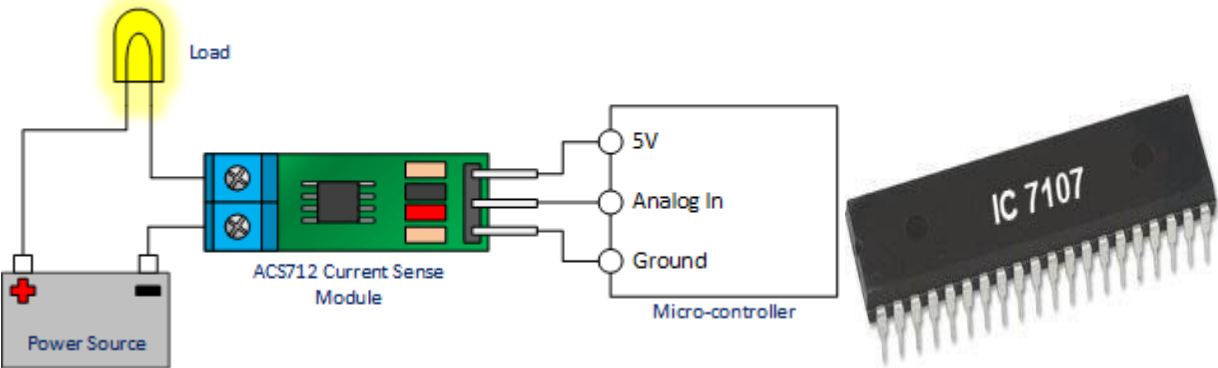 Load
5V
Analog In
Ground
ACS712 Current Sense
Module
Micro-controller
Power Source
IC 7107